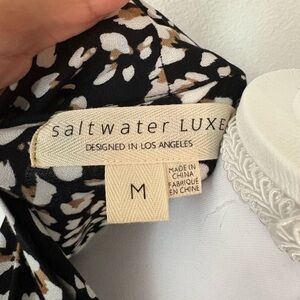 saltwater LUXE
DESIGNED IN LOS ANGELES
M
MADE IN
CHINA
FABRIQUÉ
EN CHINE